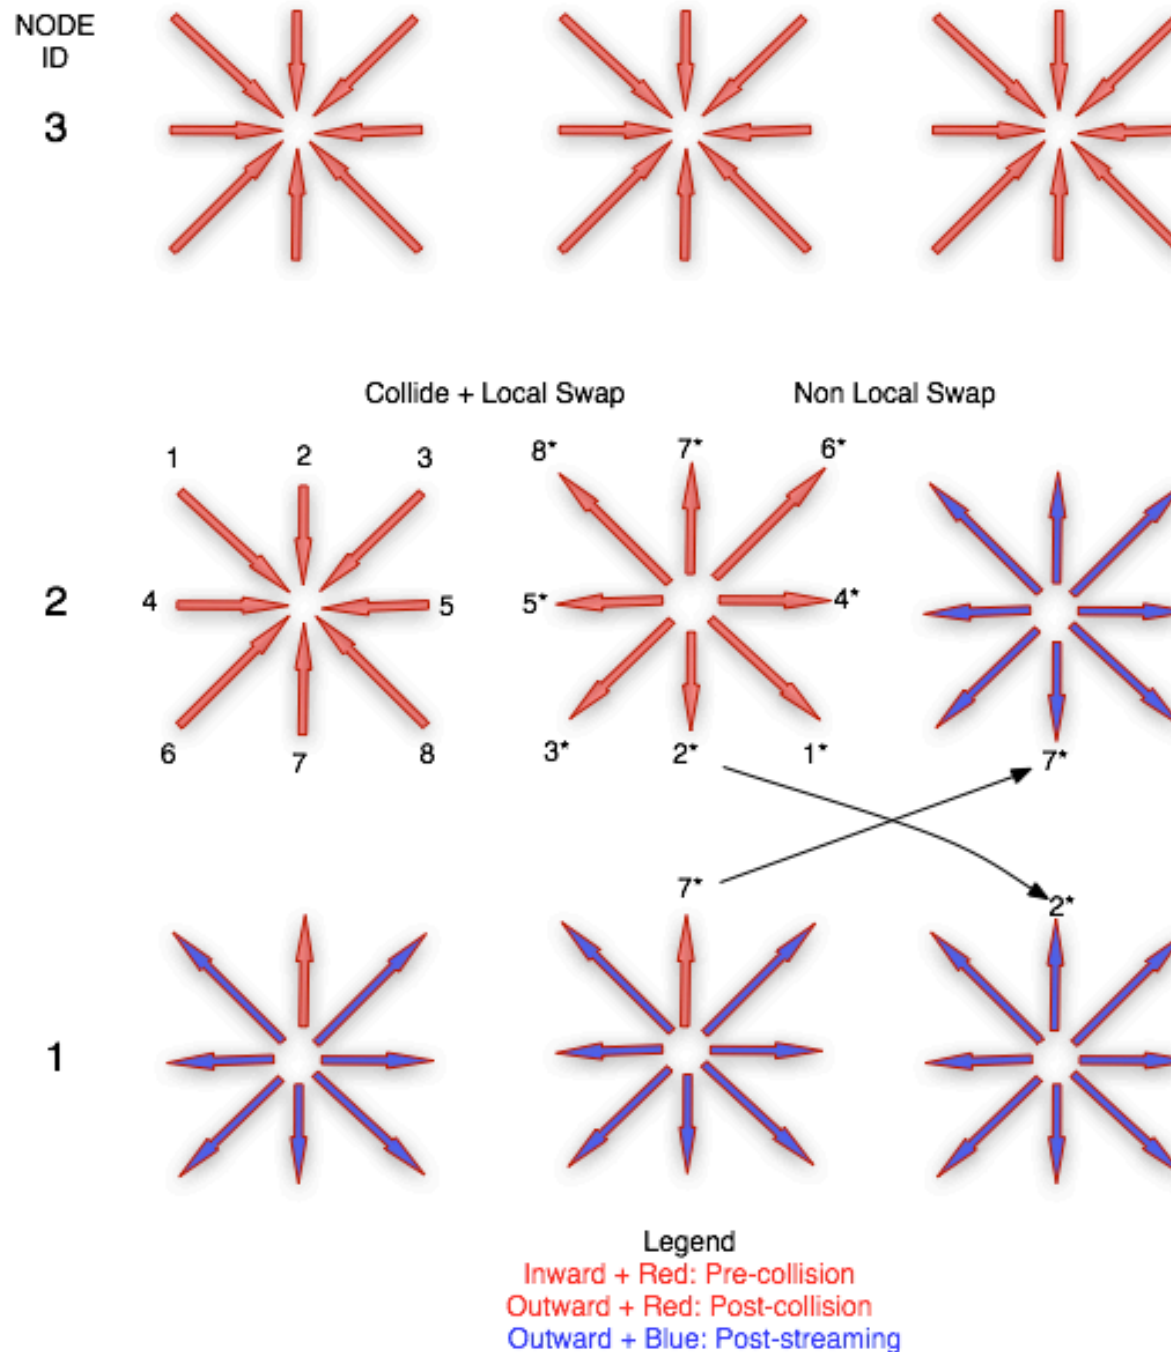 NODE
ID
3
Collide + Local Swap
Non Local Swap
1
2
3
8*
7*
6*
2
4
5
5*
4*
6
7
8
3*
2*
1*
7*
7*
2*
1
Legend
Inward + Red: Pre-collision
Outward + Red: Post-collision
Outward + Blue: Post-streaming